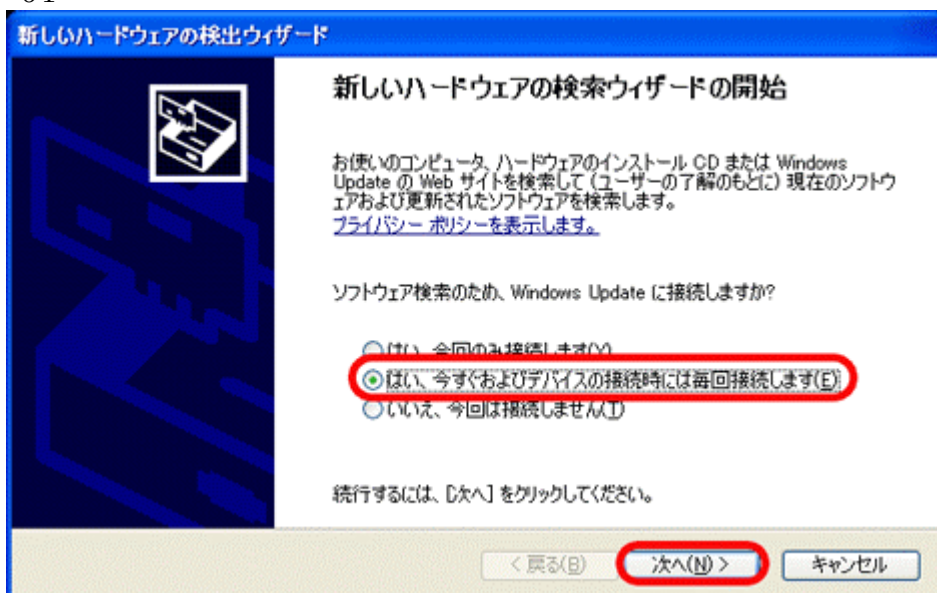 新しいハードウェアの検出ウィザード
新しいハードウェアの検索ウィザードの開始
お使いのコンピュータ、ハードウェアのインストール CD または Windows
Update の Web サイトを検索して (ユーザーの了解のもとに) 現在のソフトウ
ェアおよび更新されたソフトウェアを検索します。
プライバシー ポリシーを表示します。
ソフトウェア検索のため、Windows Update に接続しますか?
はい、今回のみ接続します(Y)
はい、今すぐおよびデバイスの接続時には毎回接続します(E)
いいえ、今回は接続しません(T)
続行するには、[次へ] をクリックしてください。
< 戻る(B) 次へ(N) > キャンセル